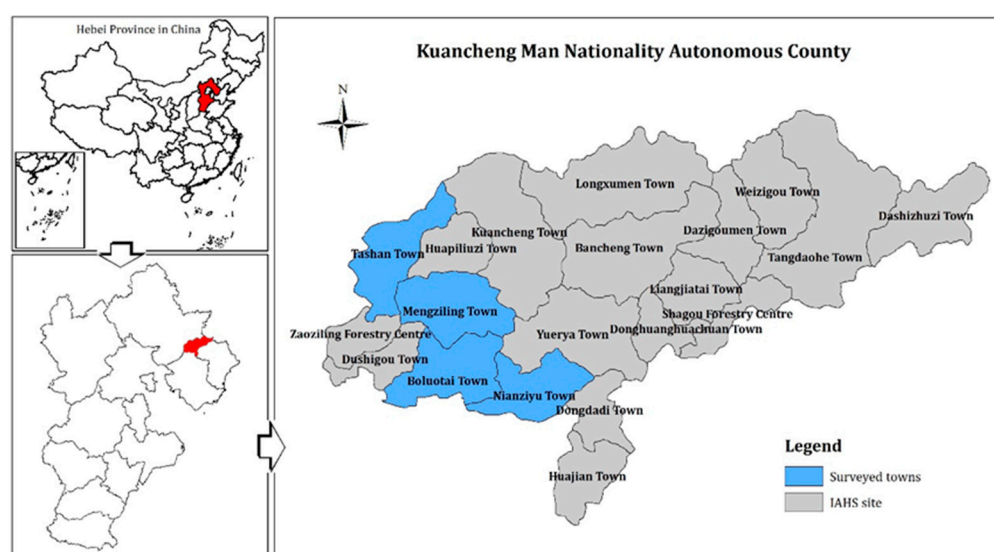 Hebei Province in China
Kuancheng Man Nationality Autonomous County
N
Longxumen Town
Weizigou Town
Dashizhuzi Town
Kuancheng Town
Dazigoumen Town
Tashan Town
Huapiliuzi Town
Bancheng Town
Tangdaohe Town
Liangjiatai Town
Mengziling Town
Shagou Forestry Centre
Zaoziling Forestry Centre
Yuerya Town
Donghuanghuachuan Town
Dushigou Town
Boluotai Town
Nianziyu Town
Dongdadi Town
Legend
Huajian Town
Surveyed towns
IAHS site